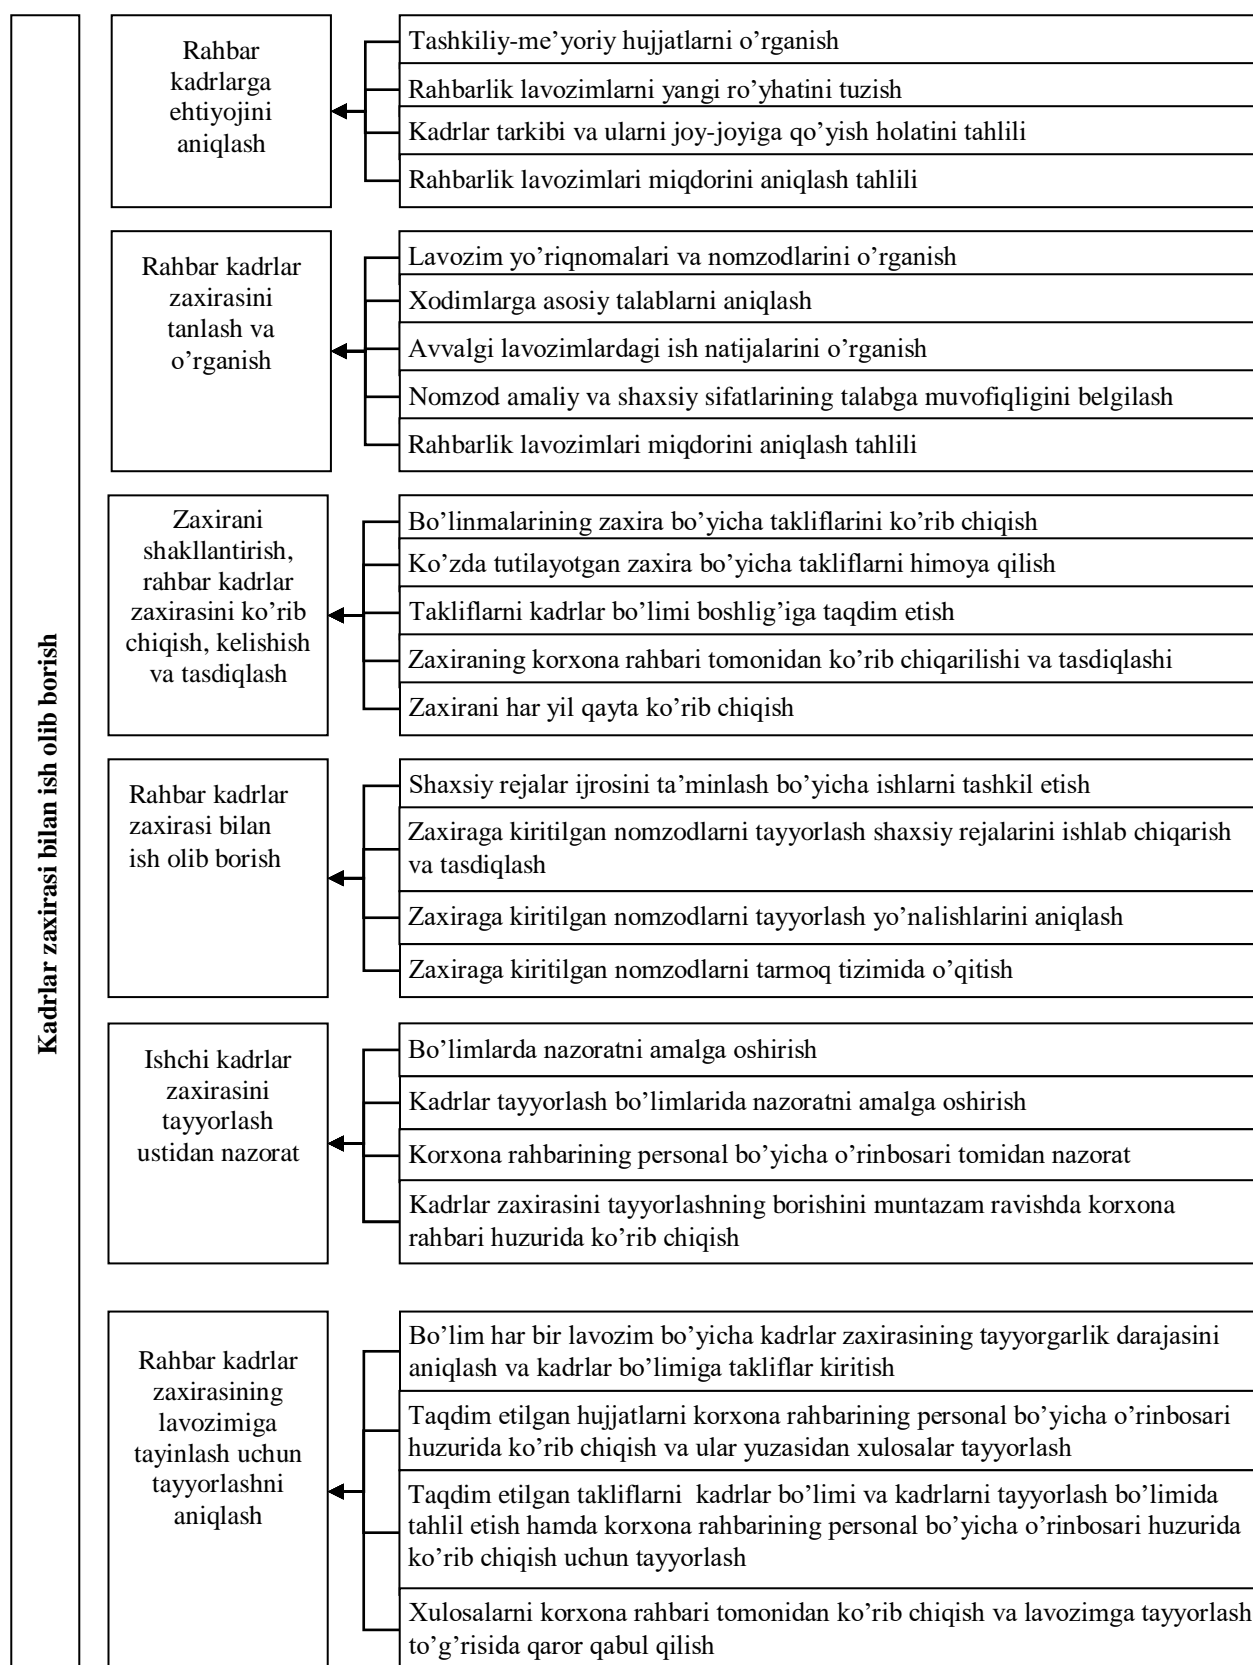 Kadrlar zaxirasi bilan ish olib borish
Rahbar
kadrlarga
ehtiyojini
aniqlash
Tashkiliy-me’yoriy hujjatlarni o’rganish
Rahbarlik lavozimlarni yangi ro’yhatini tuzish
Kadrlar tarkibi va ularni joy-joyiga qo’yish holatini tahlili
Rahbarlik lavozimlari miqdorini aniqlash tahlili
Rahbar kadrlar
zaxirasini
tanlash va
o’rganish
Lavozim yo’riqnomalari va nomzodlarini o’rganish
Xodimlarga asosiy talablarni aniqlash
Avvalgi lavozimlardagi ish natijalarini o’rganish
Nomzod amaliy va shaxsiy sifatlarining talabga muvofiqligini belgilash
Rahbarlik lavozimlari miqdorini aniqlash tahlili
Zaxirani
shakllantirish,
rahbar kadrlar
zaxirasini ko’rib
chiqish, kelishish
va tasdiqlash
Bo’linmalarining zaxira bo’yicha takliflarini ko’rib chiqish
Ko’zda tutilayotgan zaxira bo’yicha takliflarni himoya qilish
Takliflarni kadrlar bo’limi boshlig’iga taqdim etish
Zaxiraning korxona rahbari tomonidan ko’rib chiqarilishi va tasdiqlashi
Zaxirani har yil qayta ko’rib chiqish
Rahbar kadrlar
zaxirasi bilan
ish olib borish
Shaxsiy rejalar ijrosini ta’minlash bo’yicha ishlarni tashkil etish
Zaxiraga kiritilgan nomzodlarni tayyorlash shaxsiy rejalarini ishlab chiqarish
va tasdiqlash
Zaxiraga kiritilgan nomzodlarni tayyorlash yo’nalishlarini aniqlash
Zaxiraga kiritilgan nomzodlarni tarmoq tizimida o’qitish
Ishchi kadrlar
zaxirasini
tayyorlash
ustidan nazorat
Bo’limlarda nazoratni amalga oshirish
Kadrlar tayyorlash bo’limlarida nazoratni amalga oshirish
Korxona rahbarining personal bo’yicha o’rinbosari tomidan nazorat
Kadrlar zaxirasini tayyorlashning borishini muntazam ravishda korxona
rahbari huzurida ko’rib chiqish
Rahbar kadrlar
zaxirasining
lavozimiga
tayinlash uchun
tayyorlashni
aniqlash
Bo’lim har bir lavozim bo’yicha kadrlar zaxirasining tayyorgarlik darajasini
aniqlash va kadrlar bo’limiga takliflar kiritish
Taqdim etilgan hujjatlarni korxona rahbarining personal bo’yicha o’rinbosari
huzurida ko’rib chiqish va ular yuzasidan xulosalar tayyorlash
Taqdim etilgan takliflarni kadrlar bo’limi va kadrlarni tayyorlash bo’limida
tahlil etish hamda korxona rahbarining personal bo’yicha o’rinbosari huzurida
ko’rib chiqish uchun tayyorlash
Xulosalarni korxona rahbari tomonidan ko’rib chiqish va lavozimga tayyorlash
to’g’risida qaror qabul qilish